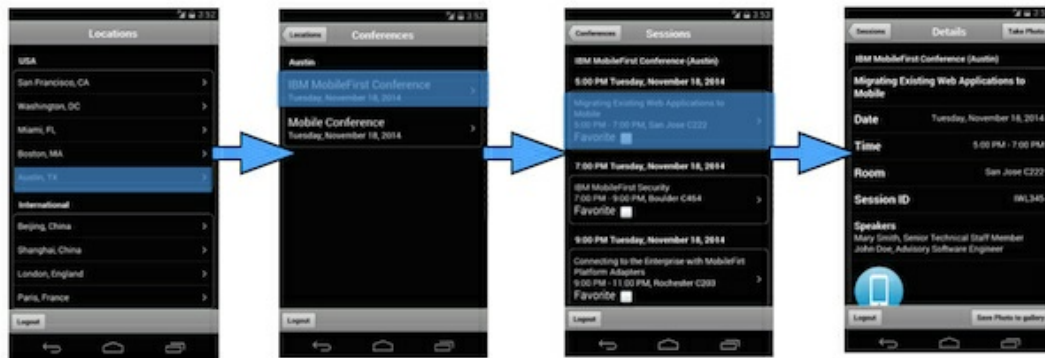 3:52
Locations
USA
San Francisco, CA
Washington, DC
Miami, FL
Boston, MA
Austin, TX
International
Beijing, China
Shanghai, China
London, England
Paris, France
Logout
3:52
Locations
Conferences
Austin
IBM MobileFirst Conference
Tuesday, November 18, 2014
Mobile Conference
Tuesday, November 18, 2014
Logout
3:53
Conferences
Sessions
IBM MobileFirst Conference (Austin)
5:00 PM Tuesday, November 18, 2014
Migrating Existing Web Applications to
Mobile
5:00 PM - 7:00 PM, San Jose C222
Favorite
7:00 PM Tuesday, November 18, 2014
IBM MobileFirst Security
7:00 PM - 9:00 PM, Boulder C464
Favorite
9:00 PM Tuesday, November 18, 2014
Connecting to the Enterprise with MobileFirt
Platform Adapters
9:00 PM - 11:00 PM, Rochester C203
Favorite
Logout
Sessions
Details
Take Photo
IBM MobileFirst Conference (Austin)
Migrating Existing Web Applications to
Mobile
Date Tuesday, November 18, 2014
Time 5:00 PM - 7:00 PM
Room San Jose C222
Session ID IWL345
Speakers
Mary Smith, Senior Technical Staff Member
John Doe, Advisory Software Engineer
Logout
Save Photo to gallery